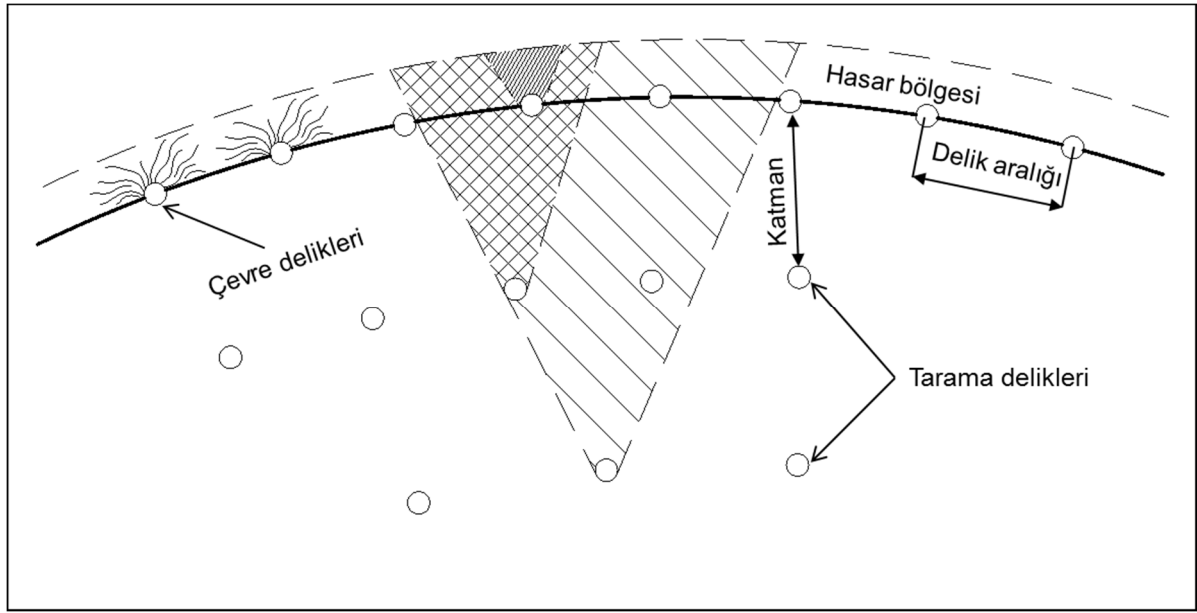 Hasar bölgesi
Delik aralığı
Katman
Çevre delikleri
Tarama delikleri